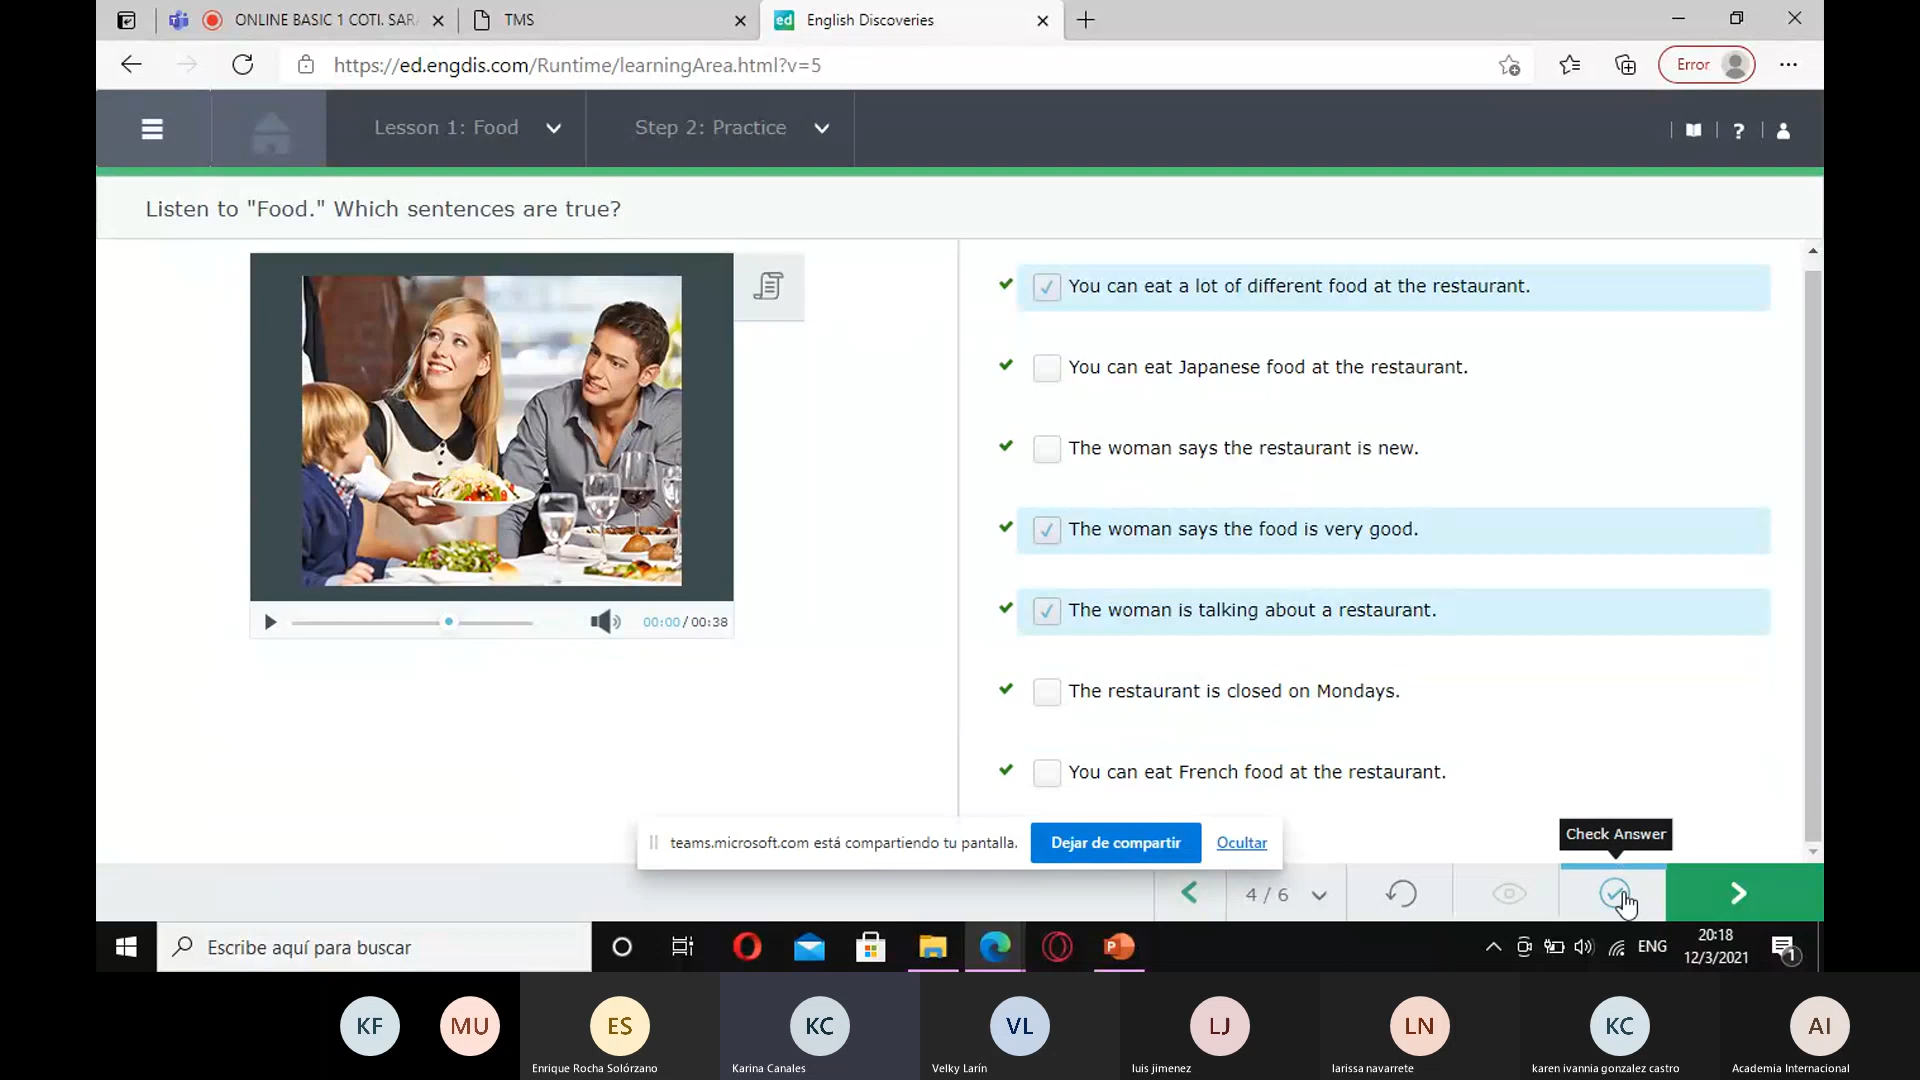 ONLINE BASIC 1 COTI. SAR
TMS
ed English Discoveries
https://ed.engdis.com/Runtime/learningArea.html?v=5
Error
Lesson 1: Food
Step 2: Practice
?
Listen to "Food." Which sentences are true?
You can eat a lot of different food at the restaurant.
You can eat Japanese food at the restaurant.
The woman says the restaurant is new.
The woman says the food is very good.
The woman is talking about a restaurant.
00:00 / 00:38
The restaurant is closed on Mondays.
You can eat French food at the restaurant.
Check Answer
teams.microsoft.com está compartiendo tu pantalla.
Dejar de compartir
Ocultar
4 / 6
Escribe aquí para buscar
ENG
20:18
12/3/2021
1
KF
MU
ES
KC
VL
LJ
LN
KC
AI
Enrique Rocha Solórzano
Karina Canales
Velky Larín
luis jimenez
larissa navarrete
karen ivannia gonzalez castro
Academia Internacional